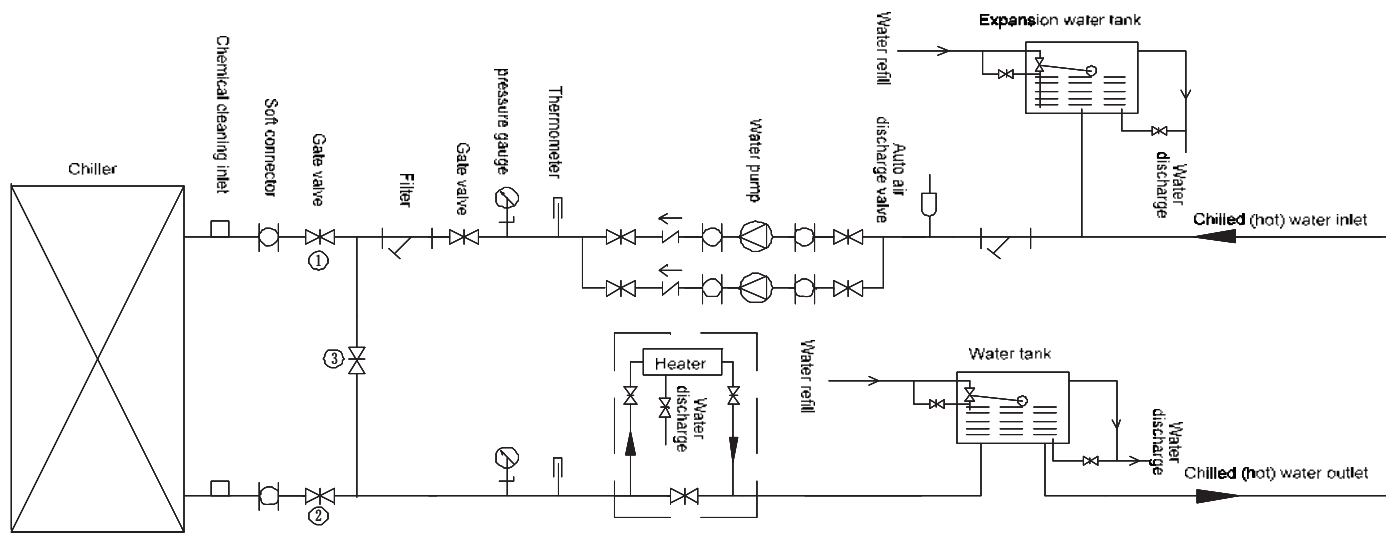 Chiller
Chemical cleaning inlet
Soft connector
Gate valve
Filter
Gate valve
pressure gauge
Thermometer
Water pump
Auto air
discharge valve
Water refill
Expansion water tank
Water
discharge
Chilled (hot) water inlet
①
③
②
Heater
Water
discharge
Water refill
Water tank
Water
discharge
Chilled (hot) water outlet